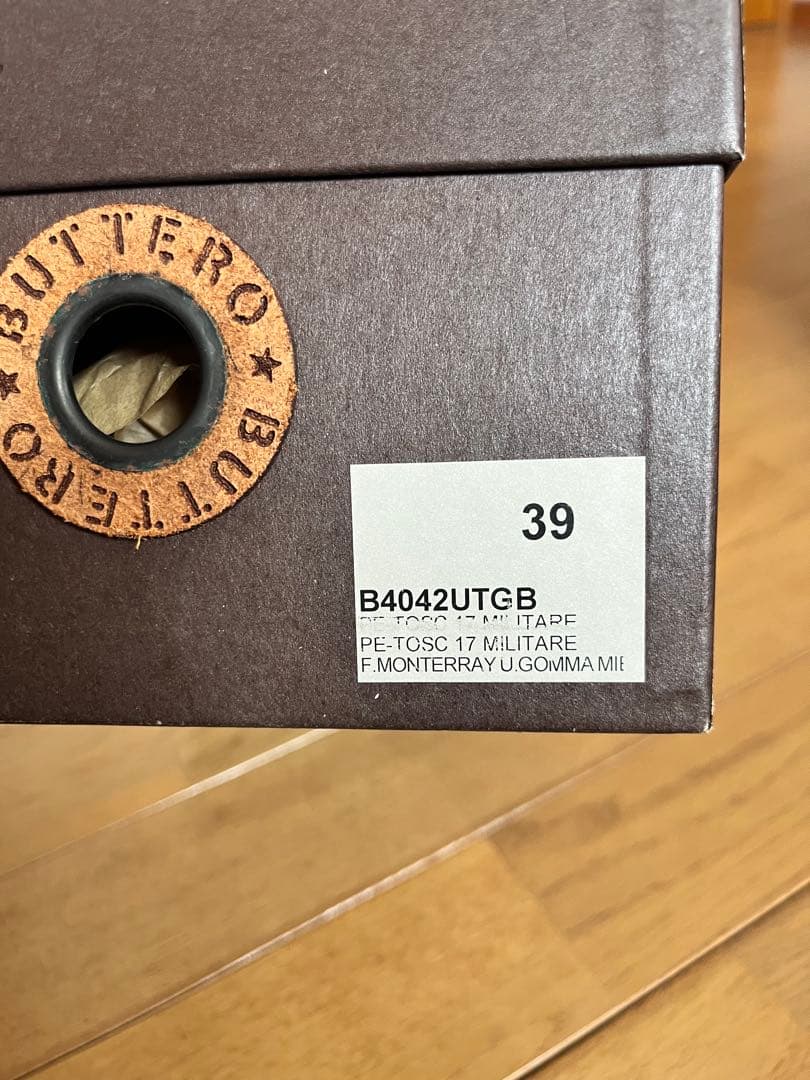 BUTTERO ★ BUTTERO ★
39
B4042UTGB
PE-TOSC 17 MILITARE
PE-TOSC 17 MILITARE
F.MONTERRAY U.GOMMA MIE